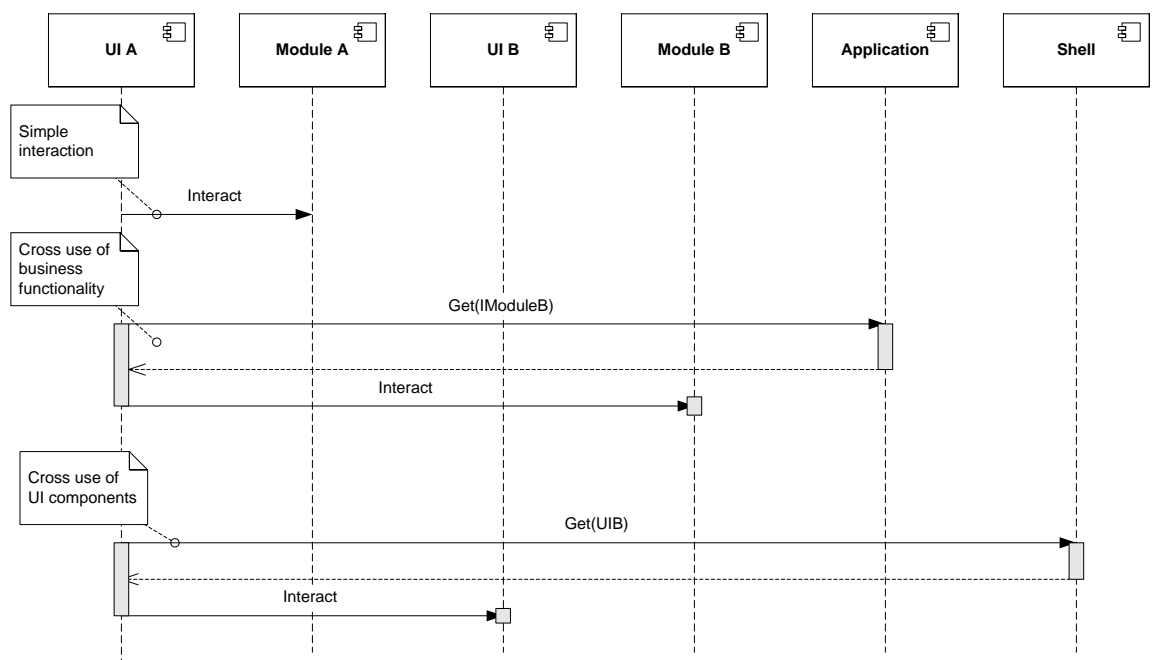 UI A
Module A
UI B
Module B
Application
Shell
Simple
interaction
Interact
Cross use of
business
functionality
Get(IModuleB)
Interact
Cross use of
UI components
Get(UIB)
Interact